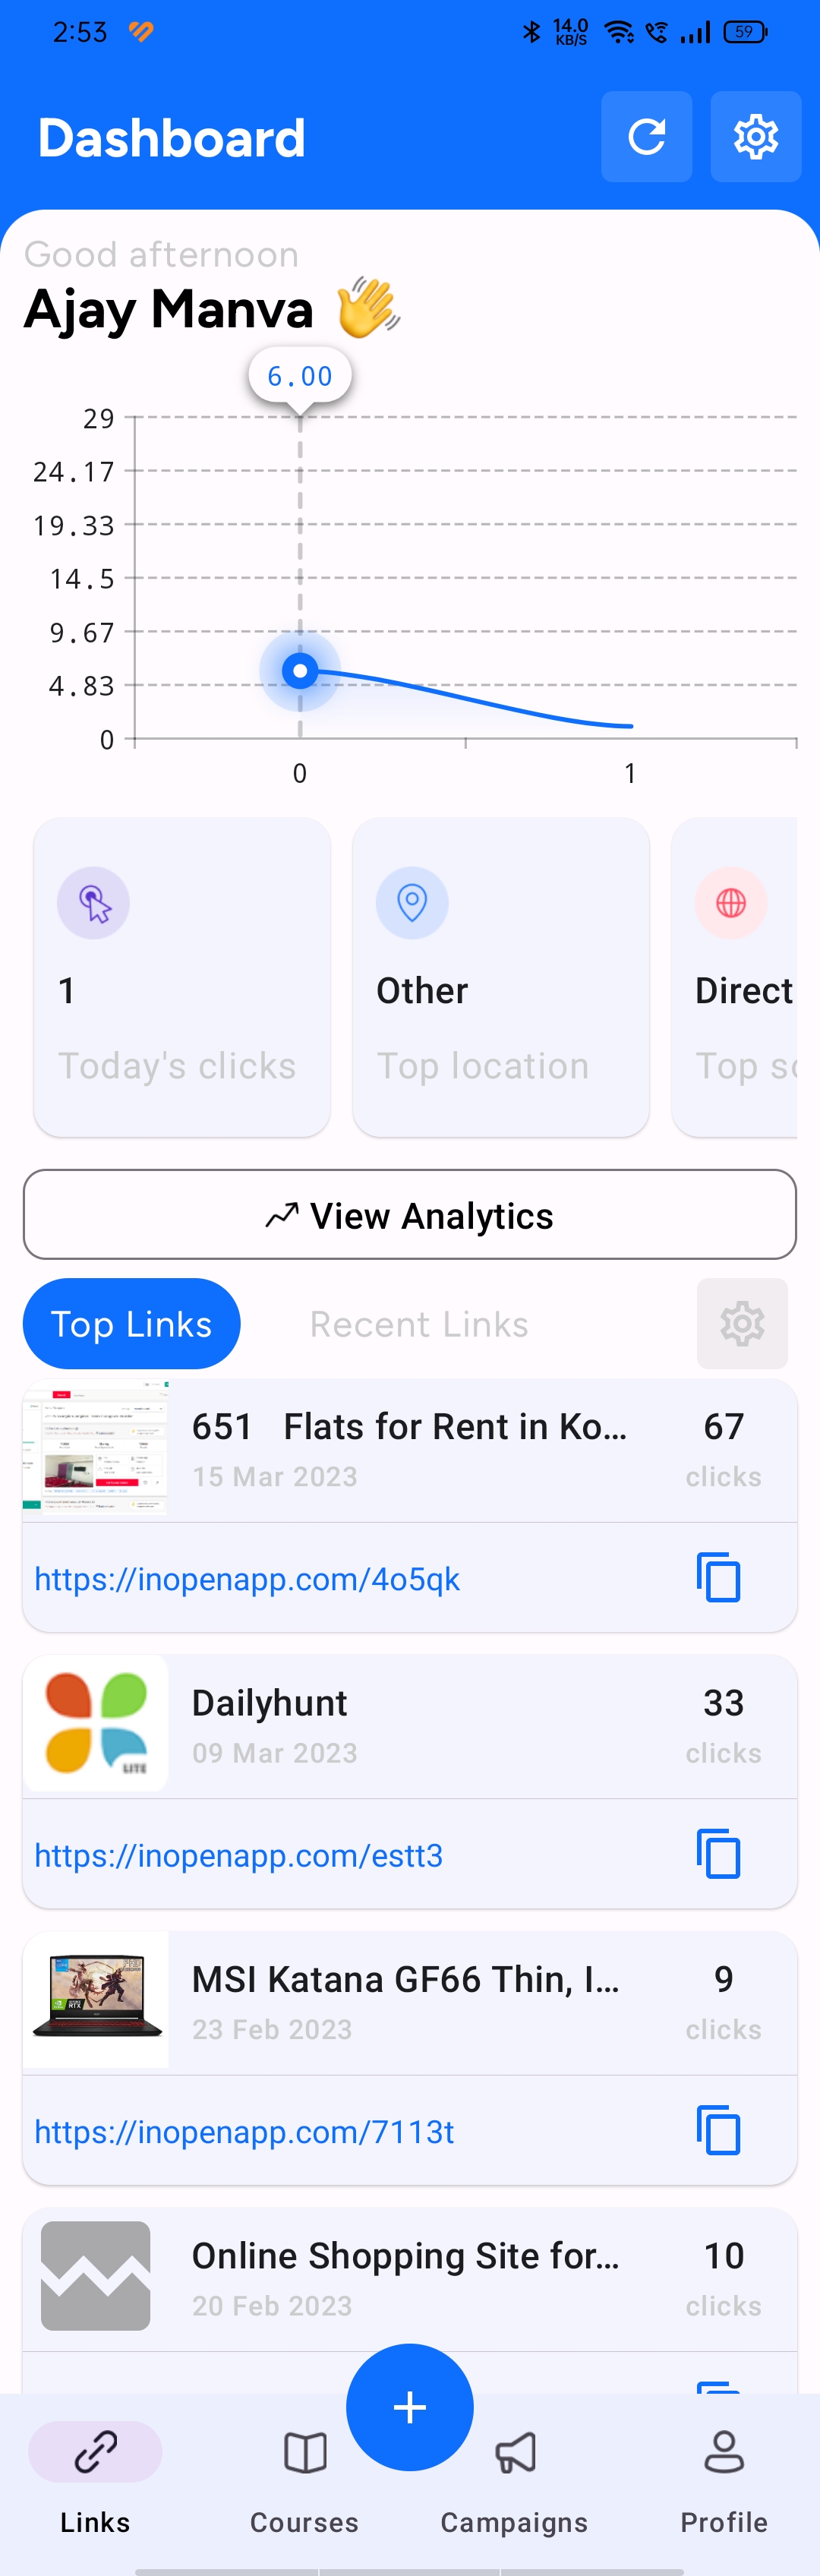 2:53
14.0
KB/S
59
Dashboard
Good afternoon
Ajay Manva 👋
6.00
29
24.17
19.33
14.5
9.67
4.83
0
0 1
1
Today's clicks
Other
Top location
Direct
Top so
View Analytics
Top Links Recent Links
651 Flats for Rent in Ko... 67
15 Mar 2023 clicks
https://inopenapp.com/4o5qk
LITE
Dailyhunt 33
09 Mar 2023 clicks
https://inopenapp.com/estt3
MSI Katana GF66 Thin, I... 9
23 Feb 2023 clicks
https://inopenapp.com/7113t
Online Shopping Site for... 10
20 Feb 2023 clicks
Links Courses Campaigns Profile